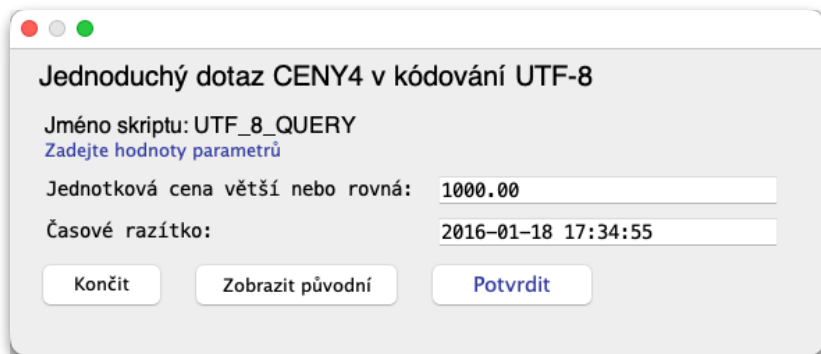 Jednoduchý dotaz CENY4 v kódování UTF-8
Jméno skriptu: UTF_8_QUERY
Zadejte hodnoty parametrů
Jednotková cena větší nebo rovná: 1000.00
Časové razítko: 2016-01-18 17:34:55
Končit Zobrazit původní Potvrdit